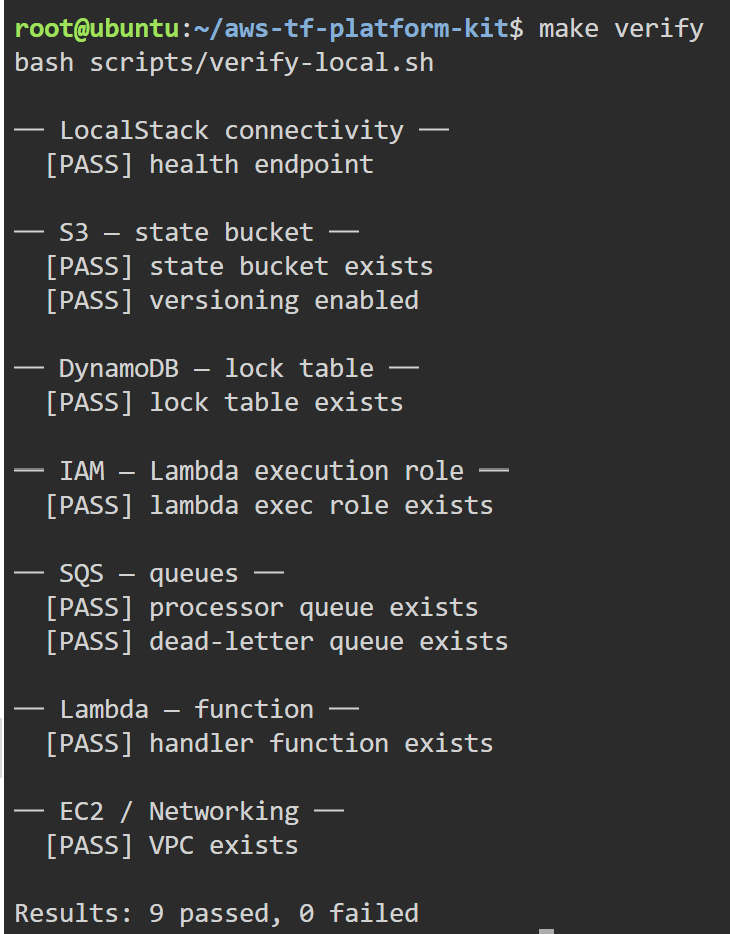 root@ubuntu:~/aws-tf-platform-kit$ make verify
bash scripts/verify-local.sh
── LocalStack connectivity ──
[PASS] health endpoint
── S3 — state bucket ──
[PASS] state bucket exists
[PASS] versioning enabled
── DynamoDB — lock table ──
[PASS] lock table exists
── IAM — Lambda execution role ──
[PASS] lambda exec role exists
── SQS — queues ──
[PASS] processor queue exists
[PASS] dead-letter queue exists
── Lambda — function ──
[PASS] handler function exists
── EC2 / Networking ──
[PASS] VPC exists
Results: 9 passed, 0 failed